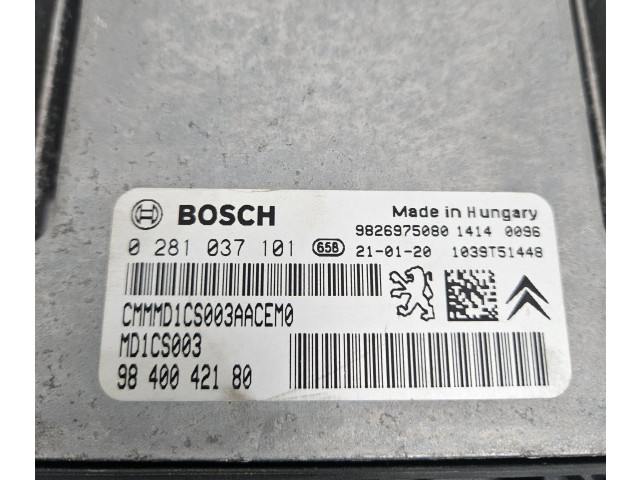 BOSCH Made in Hungary
9826975080 1414 0096
0 281 037 101 658 21-01-20 1039T51448
CMMMD1CS003AACEM0
MD1CS003
98 400 421 80